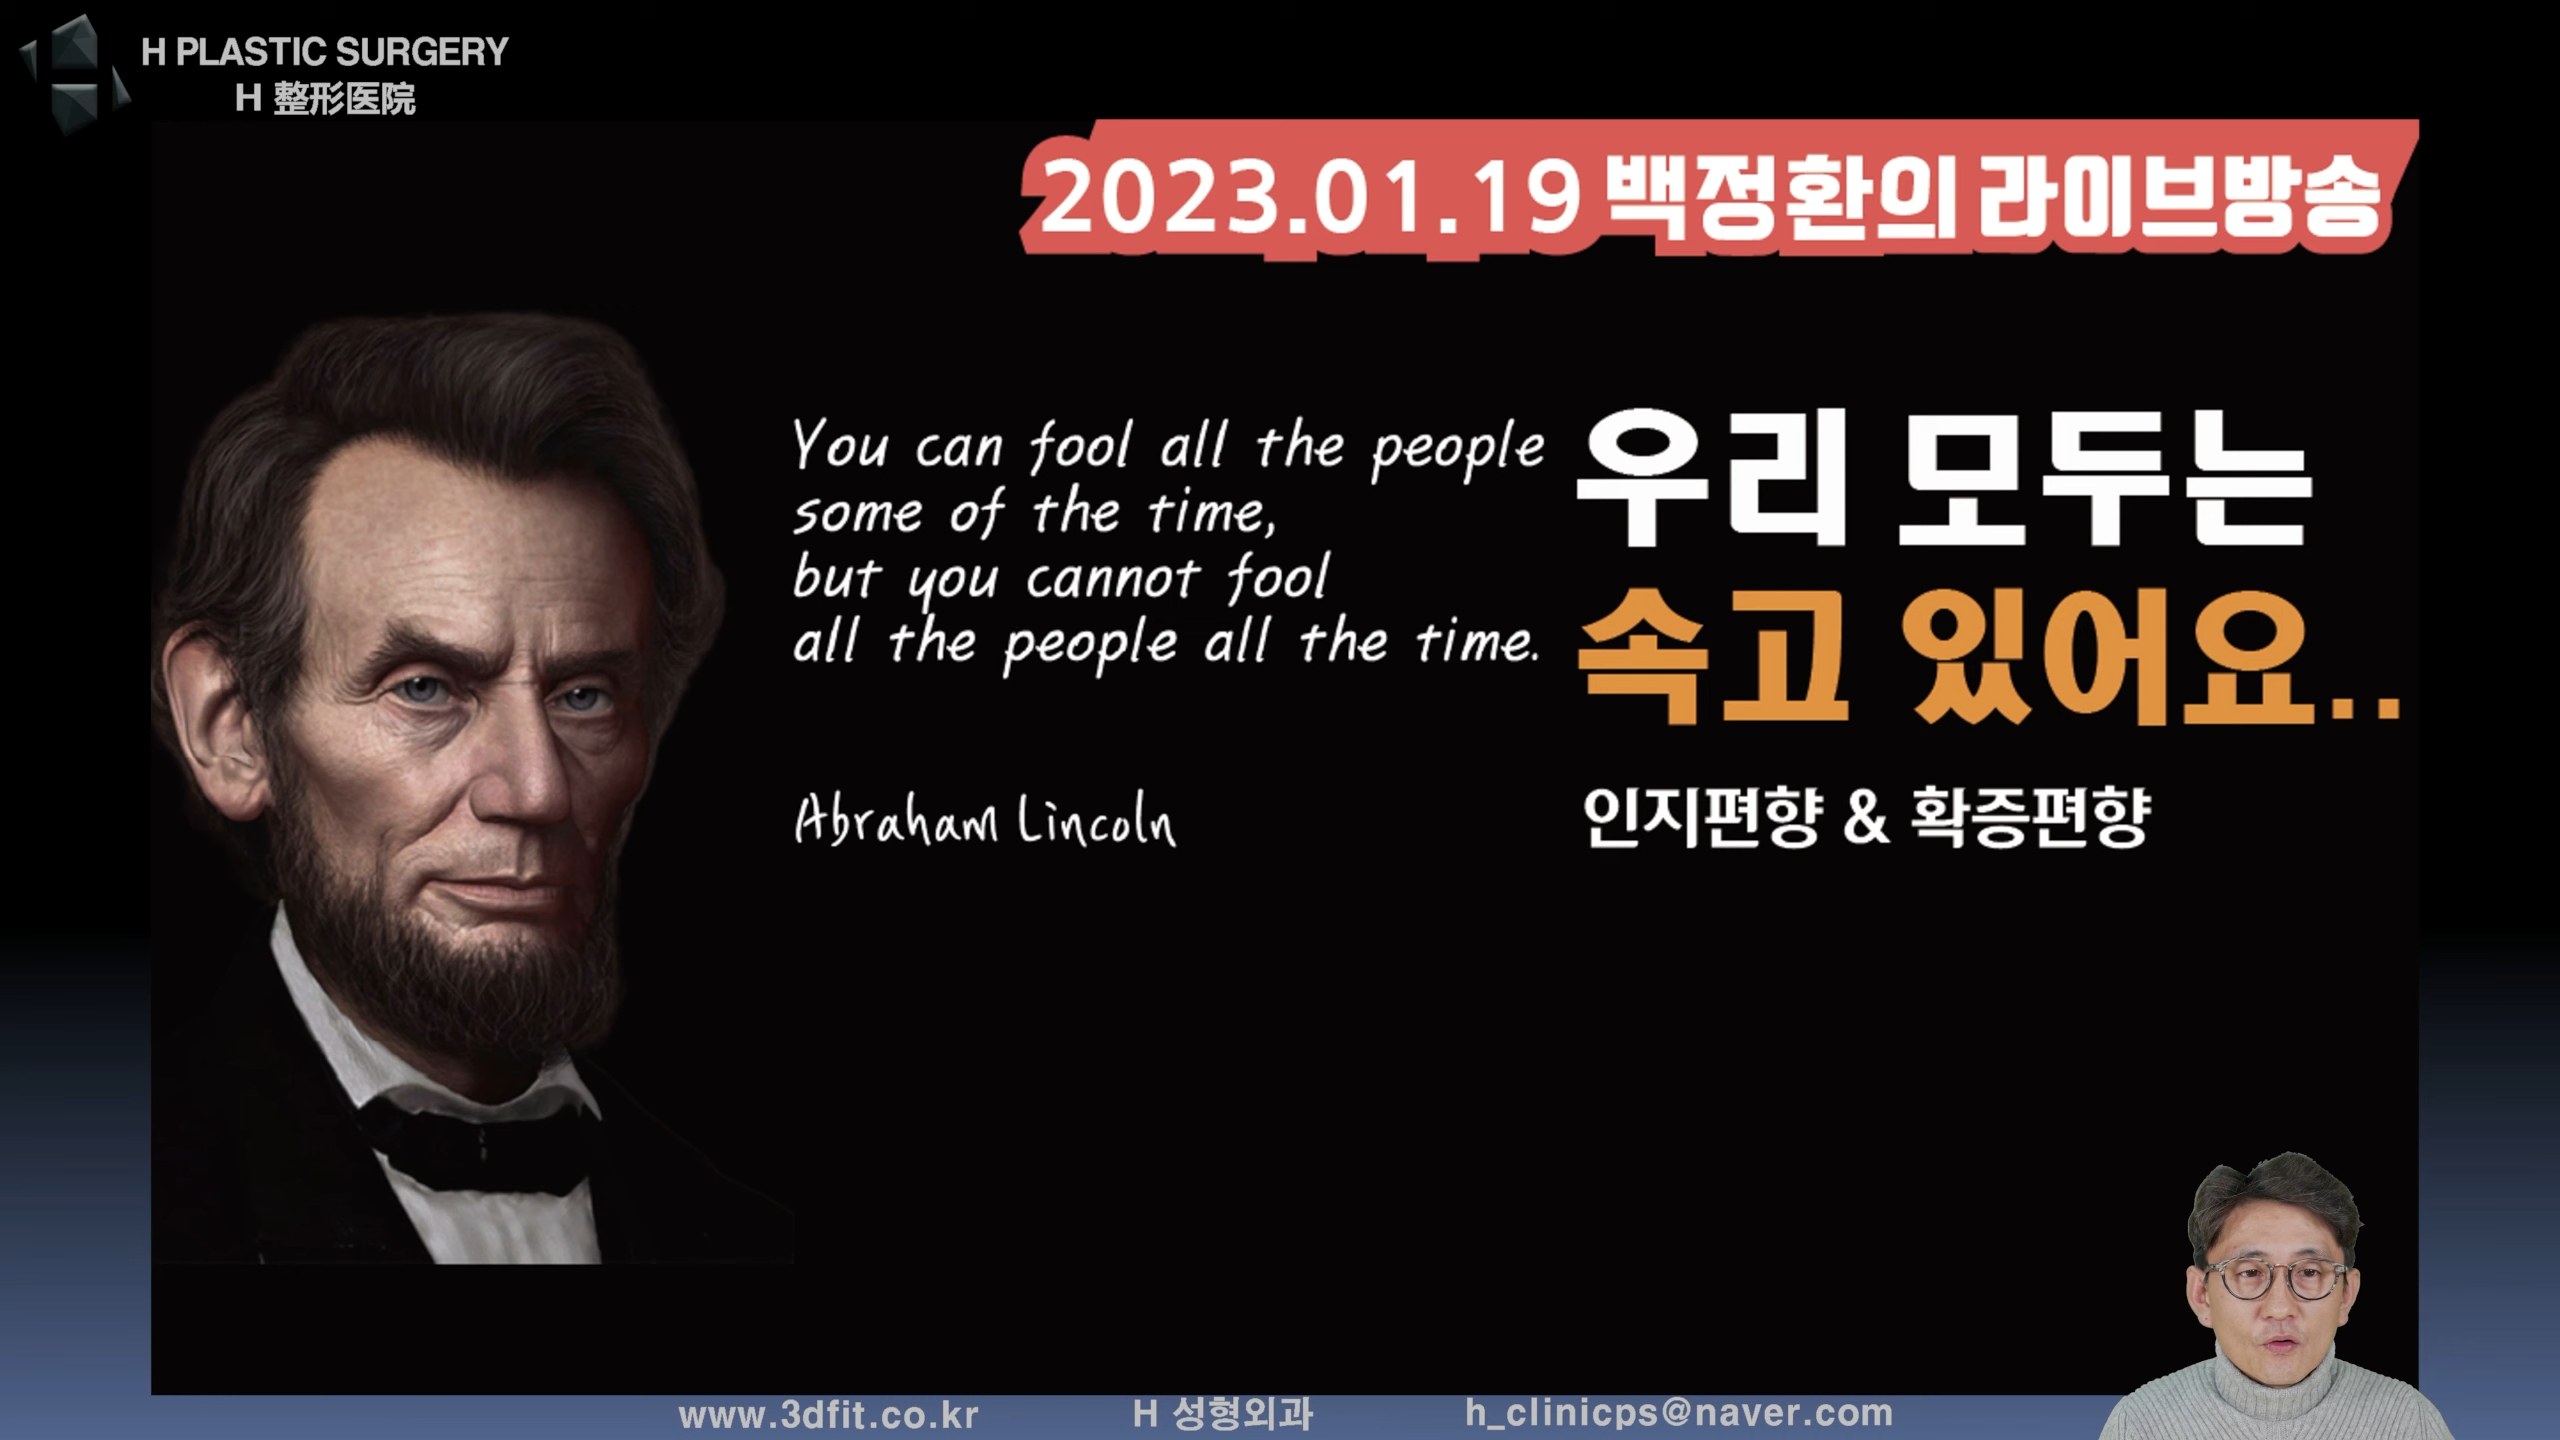 H PLASTIC SURGERY
H 整形医院
2023.01.19 백정환의 라이브방송
You can fool all the people
some of the time,
but you cannot fool
all the people all the time.
Abraham Lincoln
우리 모두는
속고 있어요..
인지편향 & 확증편향
www.3dfit.co.kr
H 성형외과
h_clinicps@naver.com